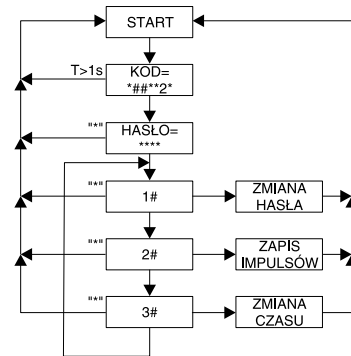 START
T>1s
KOD=
*##**2*
"*"
HASŁO=
****
"*"
1#
ZMIANA
HASŁA
"*"
2#
ZAPIS
IMPULSÓW
"*"
3#
ZMIANA
CZASU